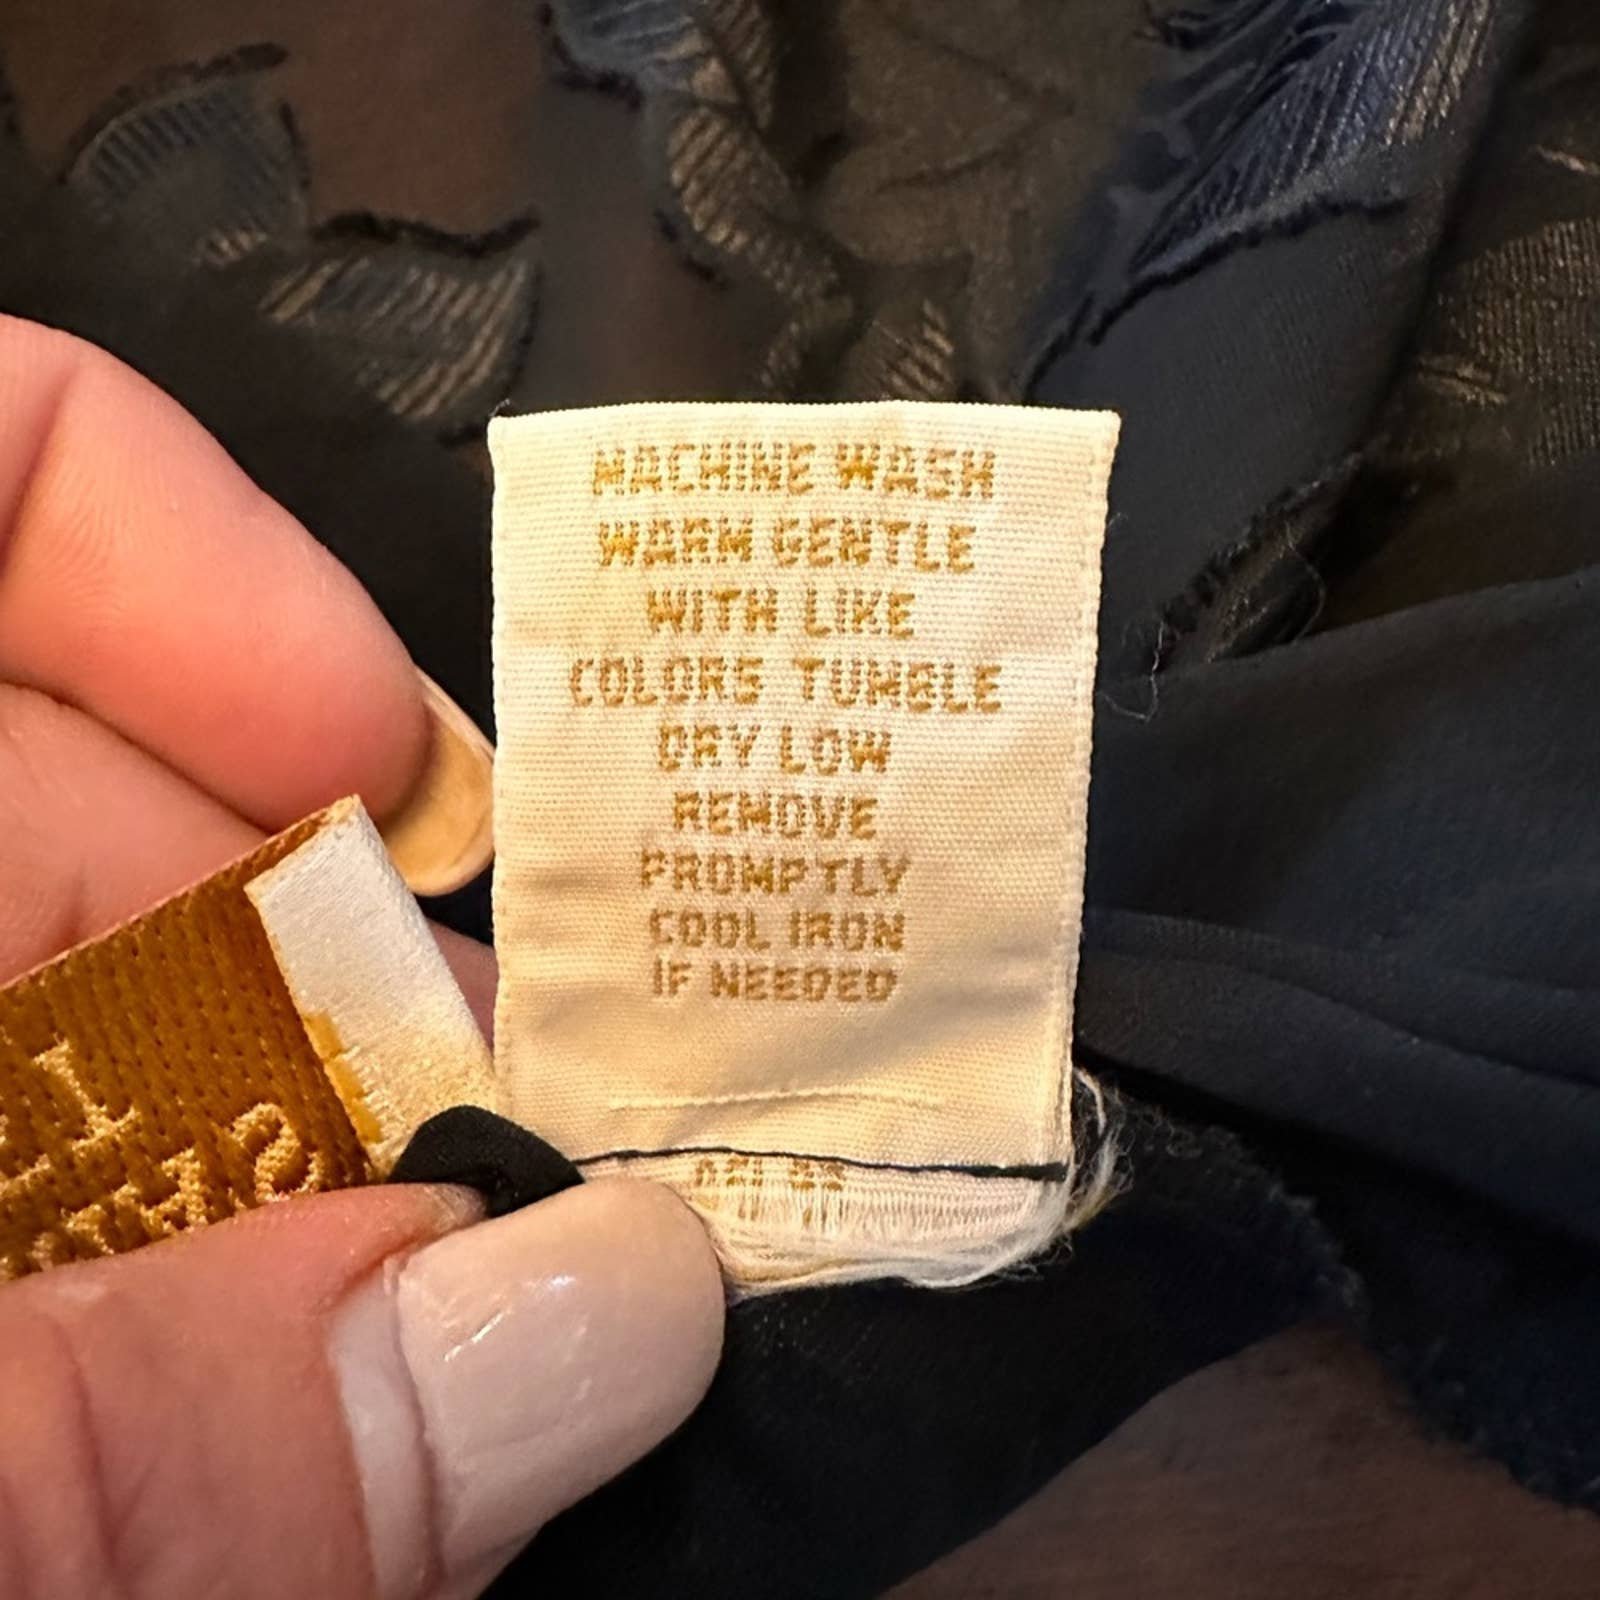 MACHINE WASH
WARM GENTLE
WITH LIKE
COLORS TUMBLE
DRY LOW
REMOVE
PROMPTLY
COOL IRON
IF NEEDED